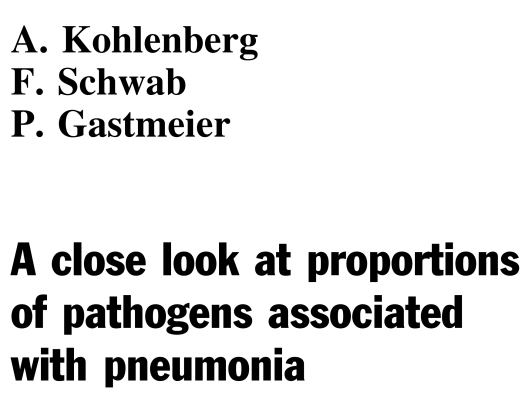 A. Kohlenberg
F. Schwab
P. Gastmeier
A close look at proportions
of pathogens associated
with pneumonia